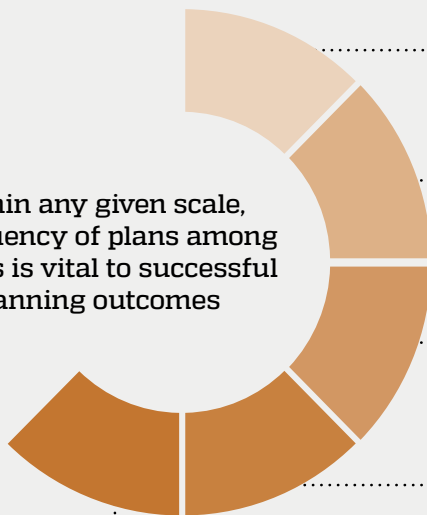 hin any given scale,
uency of plans among
s is vital to successful
anning outcomes